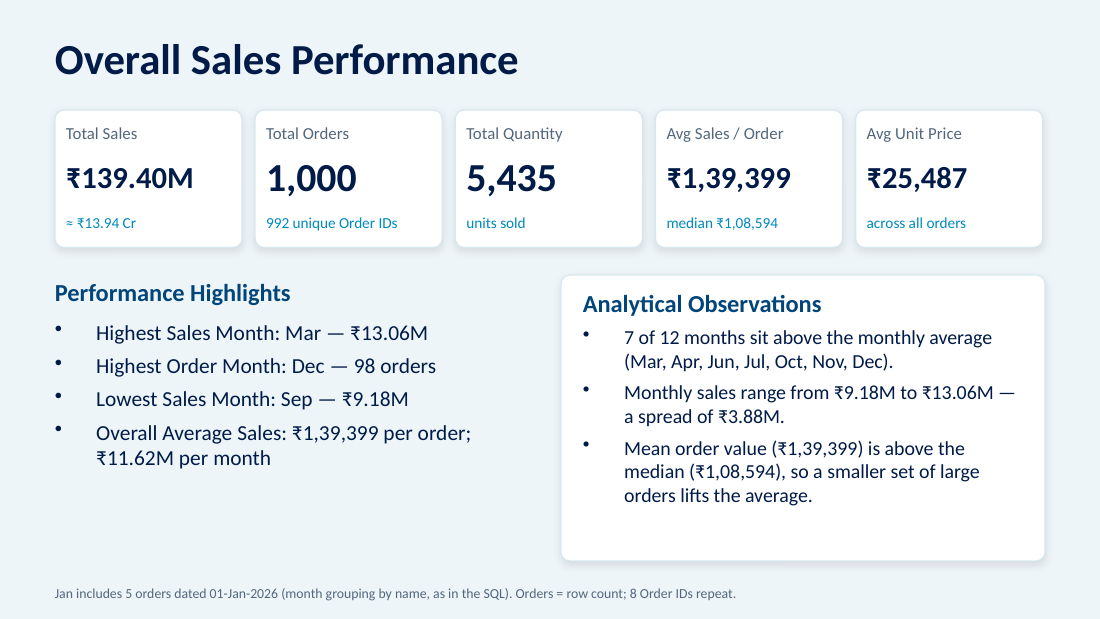 Overall Sales Performance
Total Sales
₹139.40M
≈ ₹13.94 Cr
Total Orders
1,000
992 unique Order IDs
Total Quantity
5,435
units sold
Avg Sales / Order
₹1,39,399
median ₹1,08,594
Avg Unit Price
₹25,487
across all orders
Performance Highlights
• Highest Sales Month: Mar — ₹13.06M
• Highest Order Month: Dec — 98 orders
• Lowest Sales Month: Sep — ₹9.18M
• Overall Average Sales: ₹1,39,399 per order;
₹11.62M per month
Analytical Observations
• 7 of 12 months sit above the monthly average
(Mar, Apr, Jun, Jul, Oct, Nov, Dec).
• Monthly sales range from ₹9.18M to ₹13.06M —
a spread of ₹3.88M.
• Mean order value (₹1,39,399) is above the
median (₹1,08,594), so a smaller set of large
orders lifts the average.
Jan includes 5 orders dated 01-Jan-2026 (month grouping by name, as in the SQL). Orders = row count; 8 Order IDs repeat.